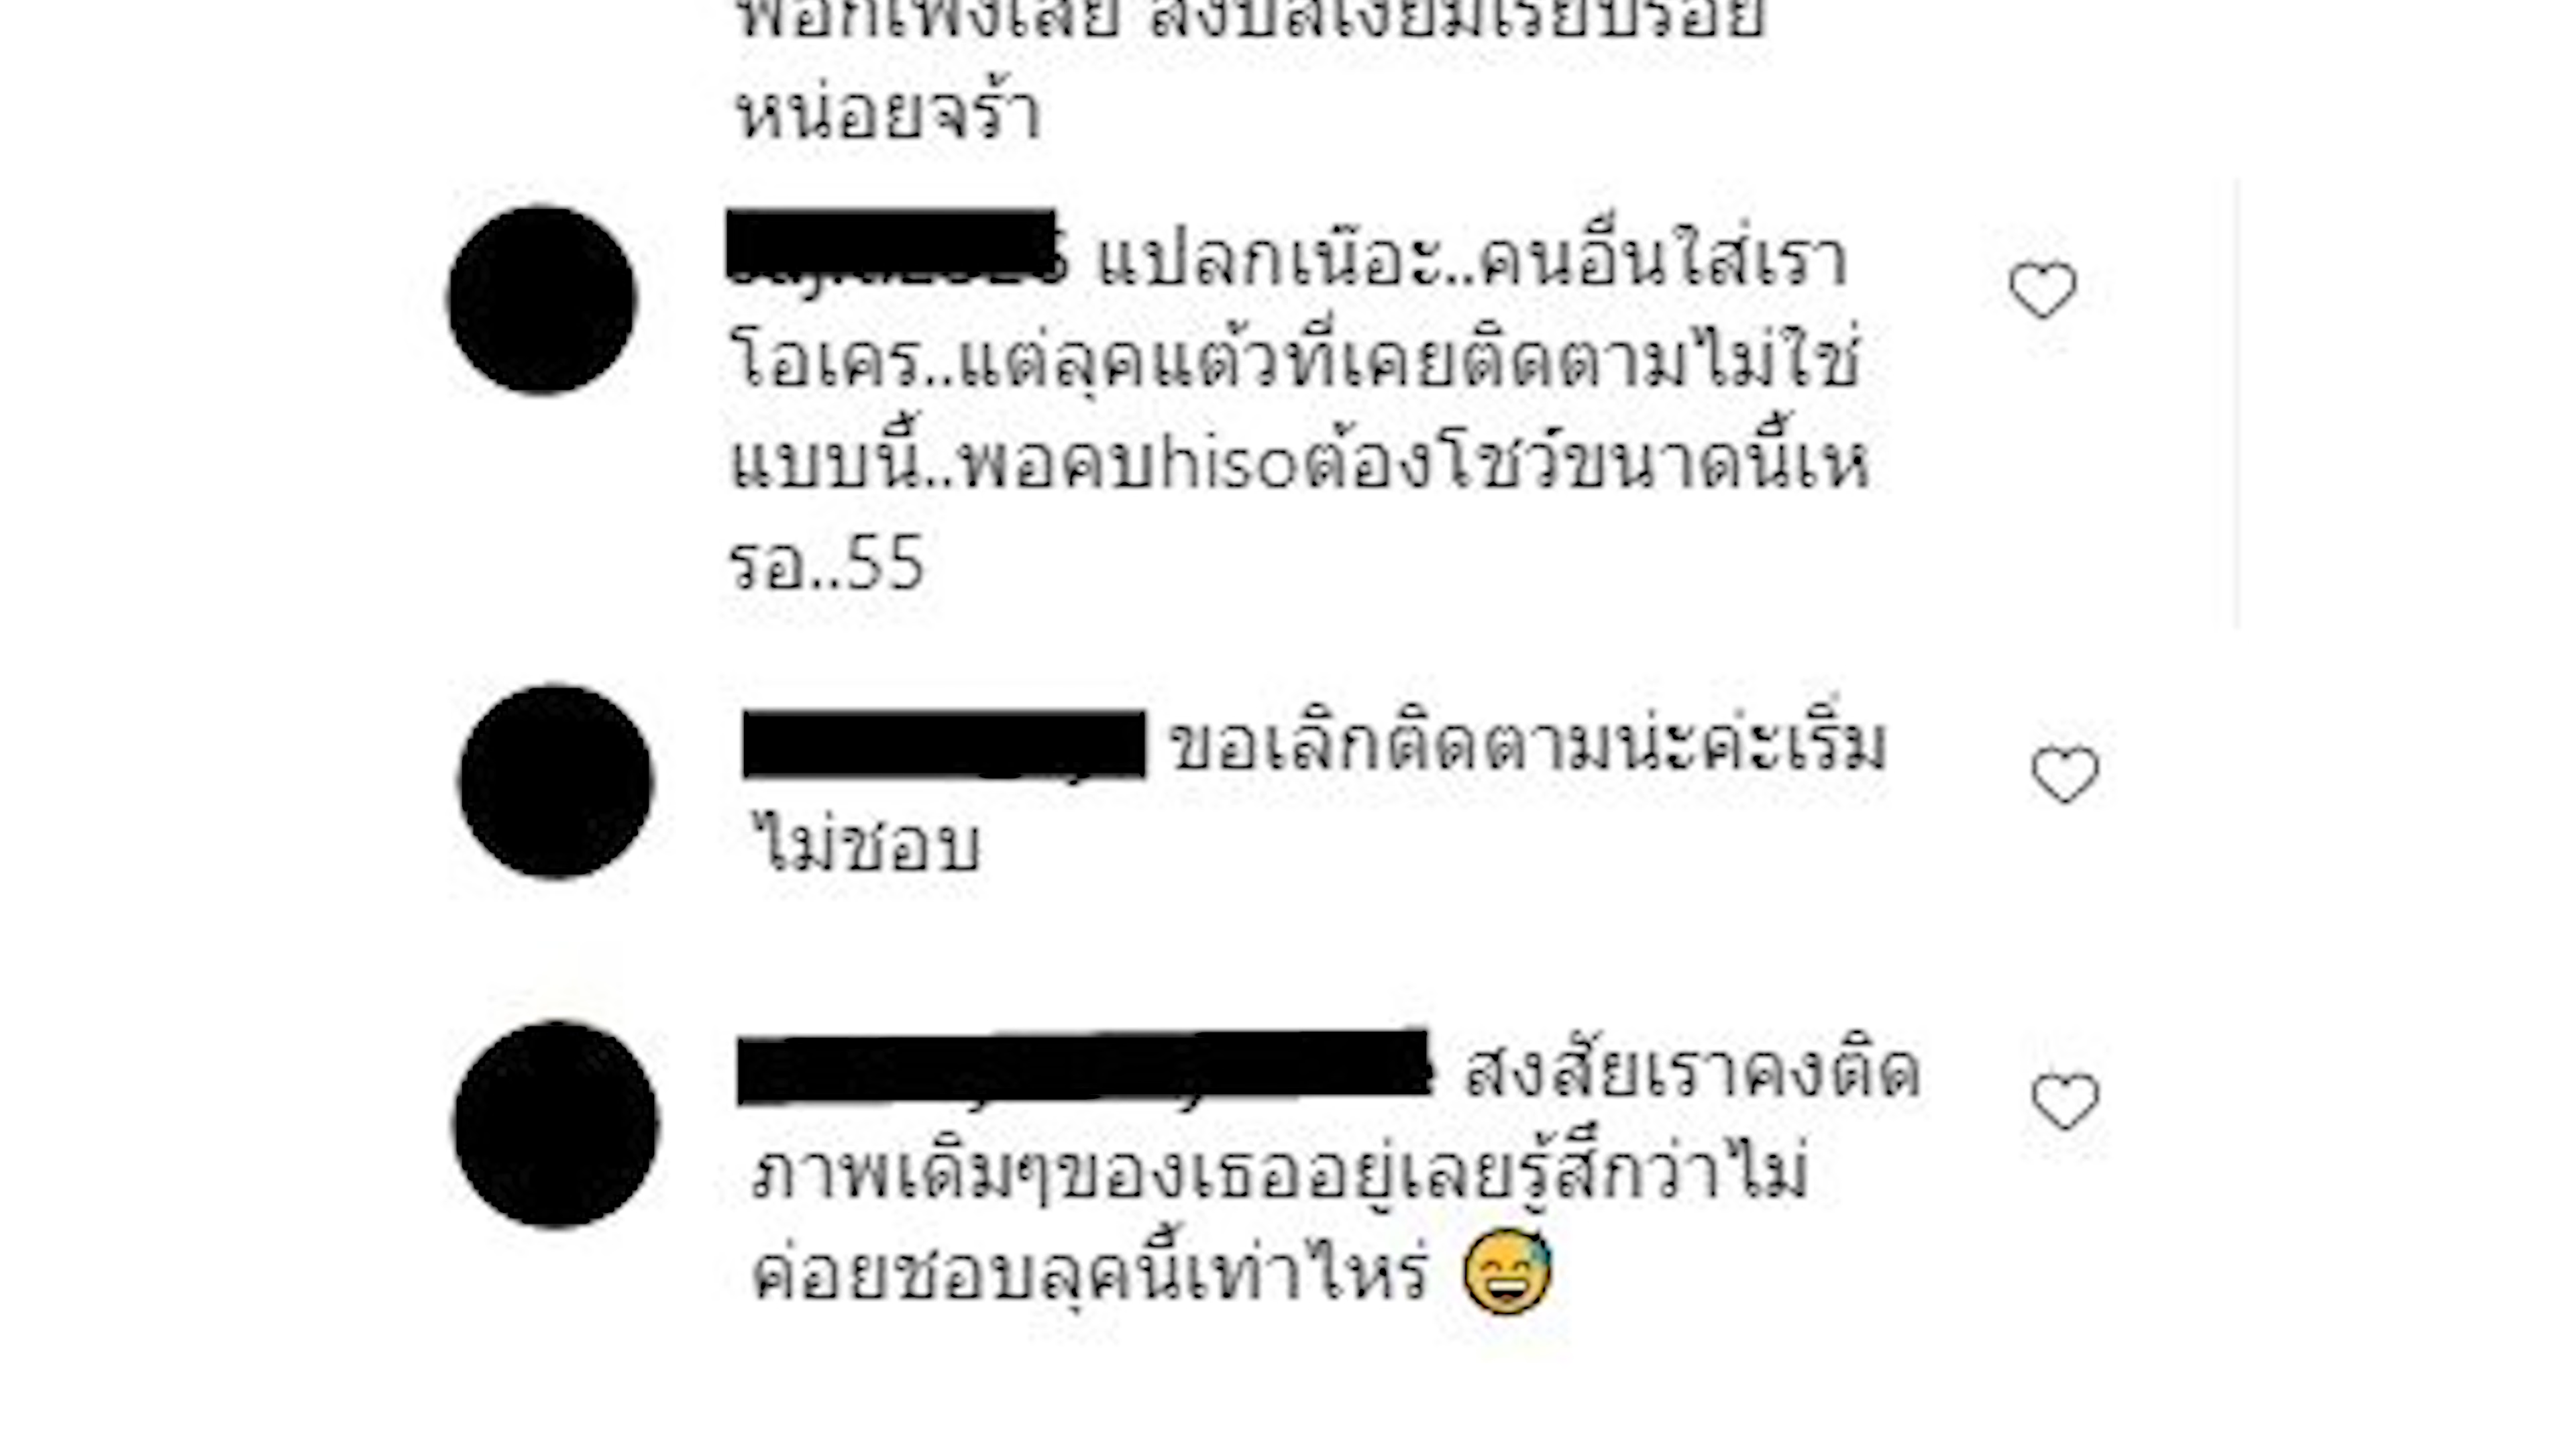 หน่อยจร้า
แปลกเน๊อะ..คนอื่นใส่เรา
โอเคร..แต่ลุคแต้วที่เคยติดตามไม่ใช่
แบบนี้..พอคบhisoต้องโชว์ขนาดนี้เห
รอ..55
ขอเลิกติดตามน่ะค่ะเริ่ม
ไม่ชอบ
สงสัยเราคงติด
ภาพเดิมๆของเธออยู่เลยรู้สึกว่าไม่
ค่อยชอบลุคนี้เท่าไหร่ 😅